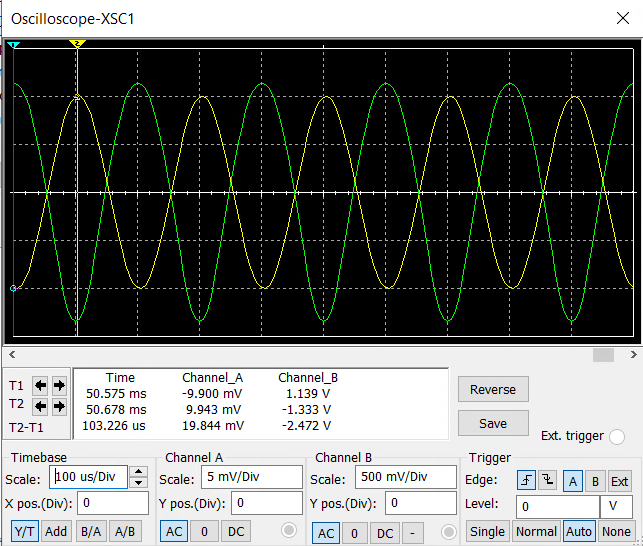 Oscilloscope-XSC1
1 2
Time Channel_A Channel_B
T1 50.575 ms -9.900 mV 1.139 V
T2 50.678 ms 9.943 mV -1.333 V
T2-T1 103.226 us 19.844 mV -2.472 V
Reverse
Save
Ext. trigger
Timebase Channel A Channel B Trigger
Scale: 100 us/Div Scale: 5 mV/Div Scale: 500 mV/Div Edge: A B Ext
X pos.(Div): 0 Y pos.(Div): 0 Y pos.(Div): 0 Level: 0 V
Y/T Add B/A A/B AC 0 DC AC 0 DC - Single Normal Auto None